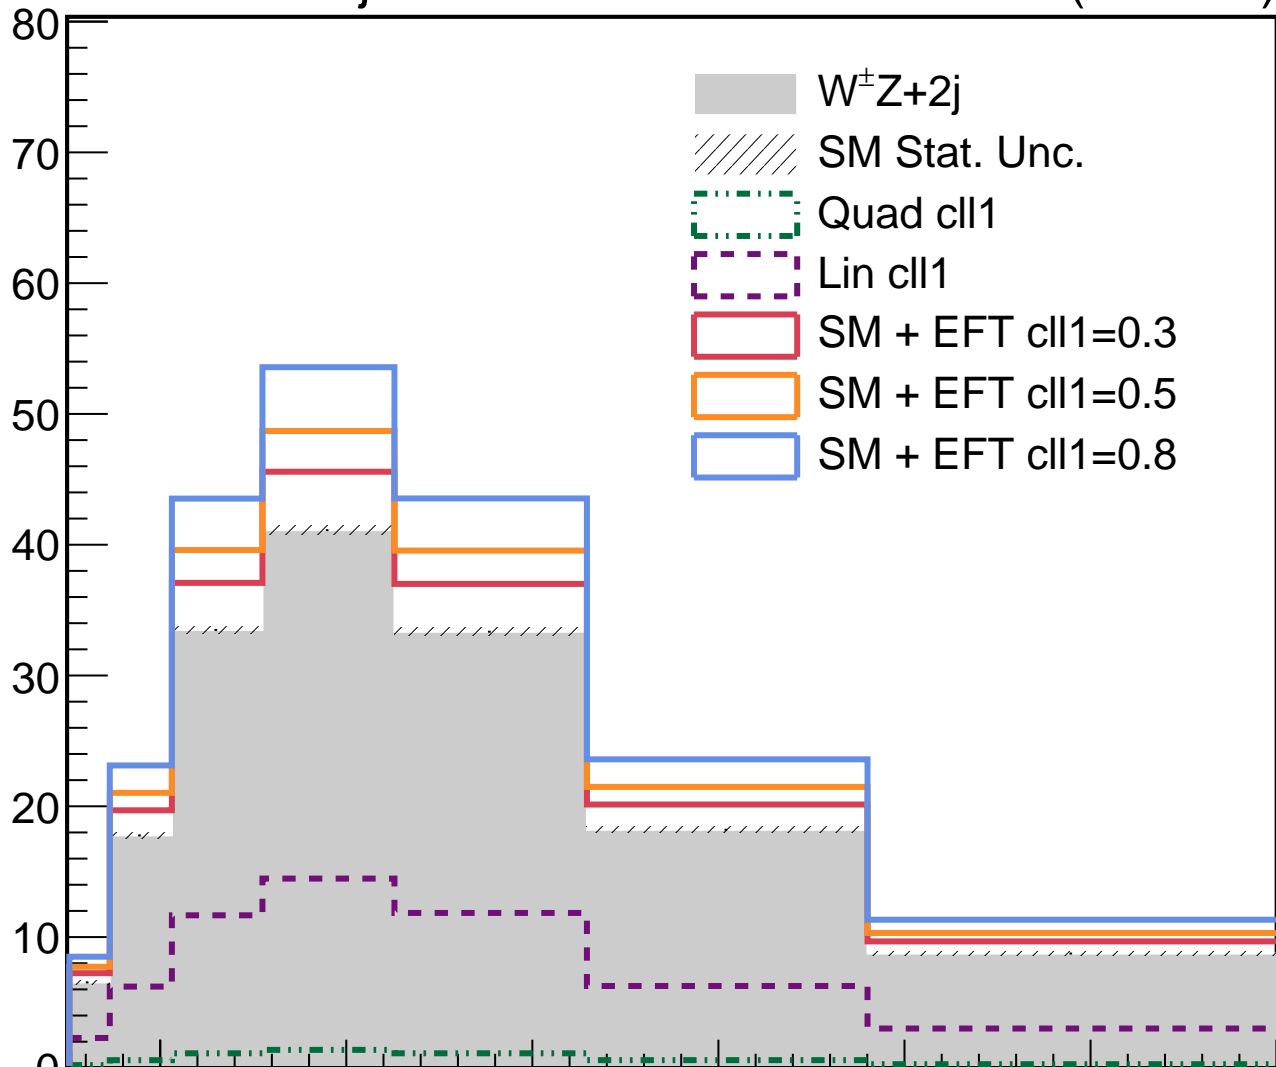 80
70
60
50
40
30
20
10
0
W±Z+2j
SM Stat. Unc.
Quad cll1
Lin cll1
SM + EFT cll1=0.3
SM + EFT cll1=0.5
SM + EFT cll1=0.8